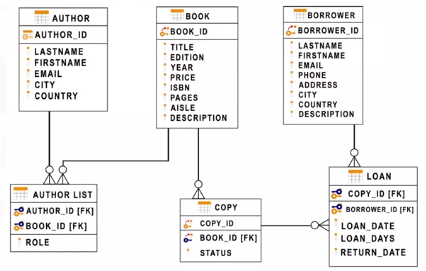 AUTHOR
AUTHOR_ID
LASTNAME
FIRSTNAME
EMAIL
CITY
COUNTRY
BOOK
BOOK_ID
TITLE
EDITION
YEAR
PRICE
ISBN
PAGES
AISLE
DESCRIPTION
BORROWER
BORROWER_ID
LASTNAME
FIRSTNAME
EMAIL
PHONE
ADDRESS
CITY
COUNTRY
DESCRIPTION
AUTHOR LIST
AUTHOR_ID [FK]
BOOK_ID [FK]
ROLE
COPY
COPY_ID
BOOK_ID [FK]
STATUS
LOAN
COPY_ID [FK]
BORROWER_ID [FK]
LOAN_DATE
LOAN_DAYS
RETURN_DATE